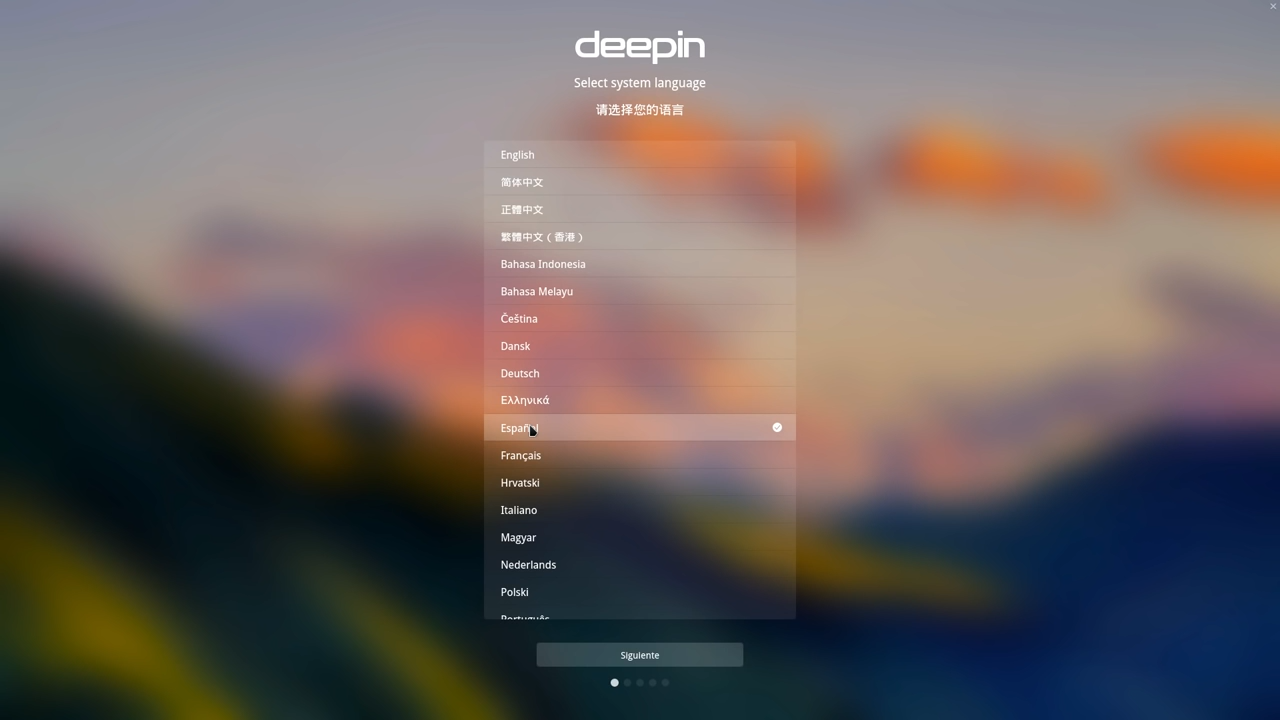 deepin
Select system language
请选择您的语言
English
简体中文
正體中文
繁體中文（香港）
Bahasa Indonesia
Bahasa Melayu
Čeština
Dansk
Deutsch
Ελληνικά
Español
Français
Hrvatski
Italiano
Magyar
Nederlands
Polski
Português
Siguiente